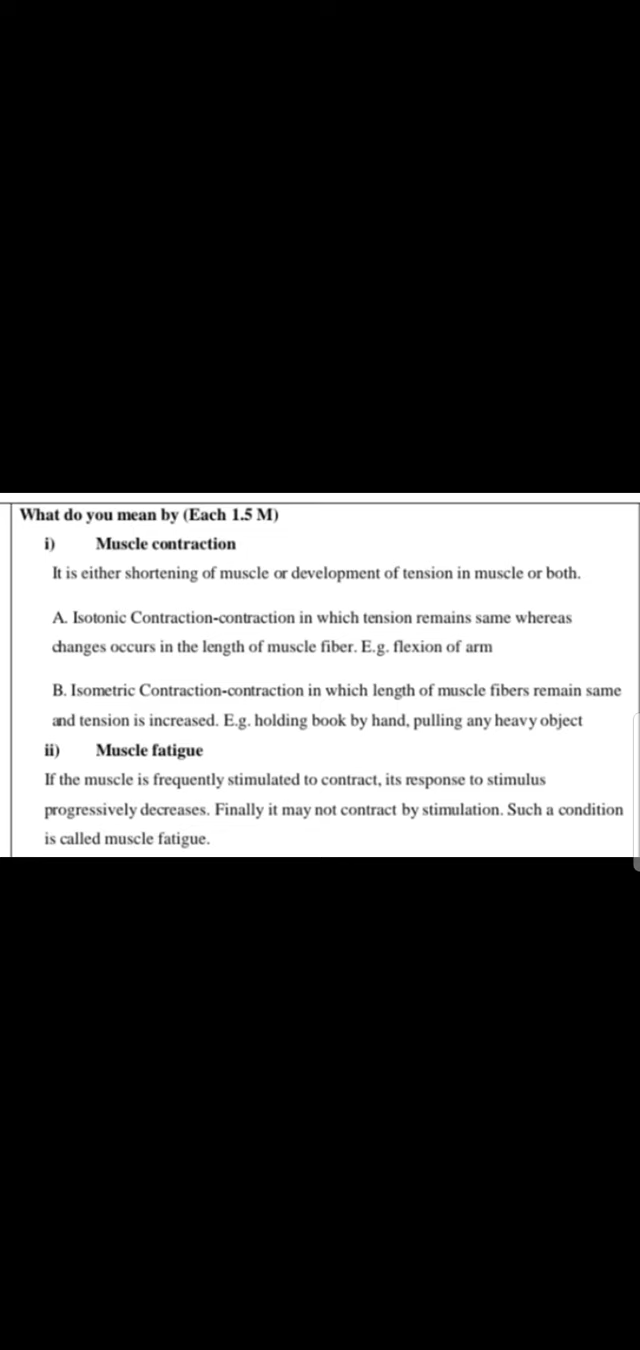 What do you mean by (Each 1.5 M)
i) Muscle contraction
It is either shortening of muscle or development of tension in muscle or both.
A. Isotonic Contraction-contraction in which tension remains same whereas
changes occurs in the length of muscle fiber. E.g. flexion of arm
B. Isometric Contraction-contraction in which length of muscle fibers remain same
and tension is increased. E.g. holding book by hand, pulling any heavy object
ii) Muscle fatigue
If the muscle is frequently stimulated to contract, its response to stimulus
progressively decreases. Finally it may not contract by stimulation. Such a condition
is called muscle fatigue.